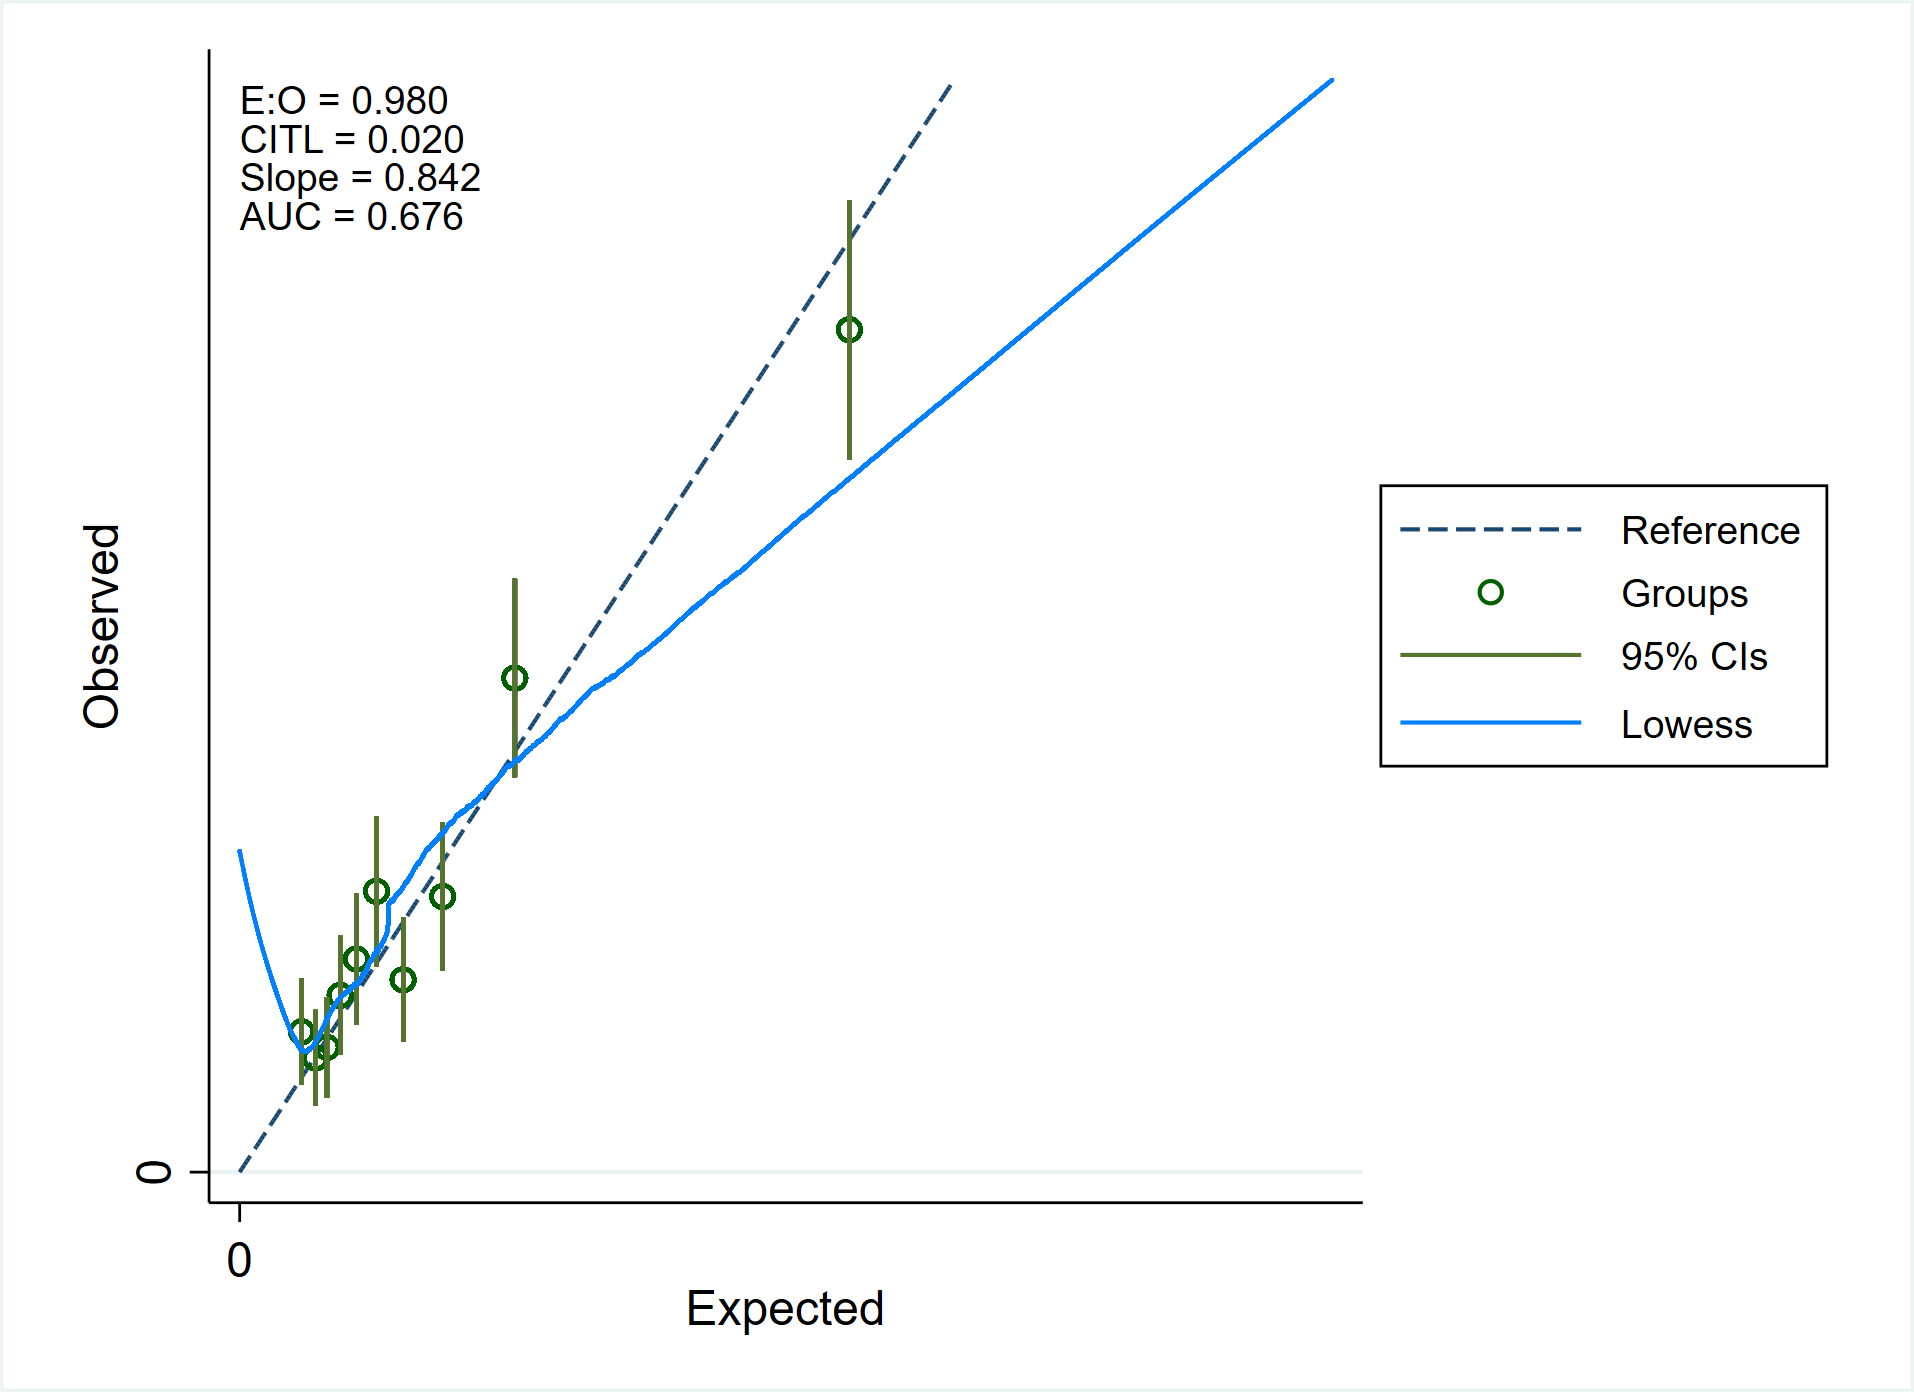 E:O = 0.980
CITL = 0.020
Slope = 0.842
AUC = 0.676
Observed
0
0
Expected
Reference
Groups
95% CIs
Lowess